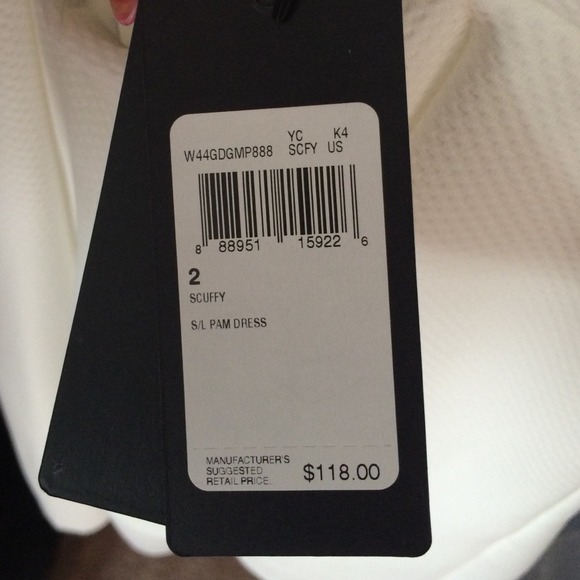 YC K4
W44GDGMP888 SCFY US
8 88951 15922 6
2
SCUFFY
S/L PAM DRESS
MANUFACTURER'S
SUGGESTED
RETAIL PRICE. $118.00